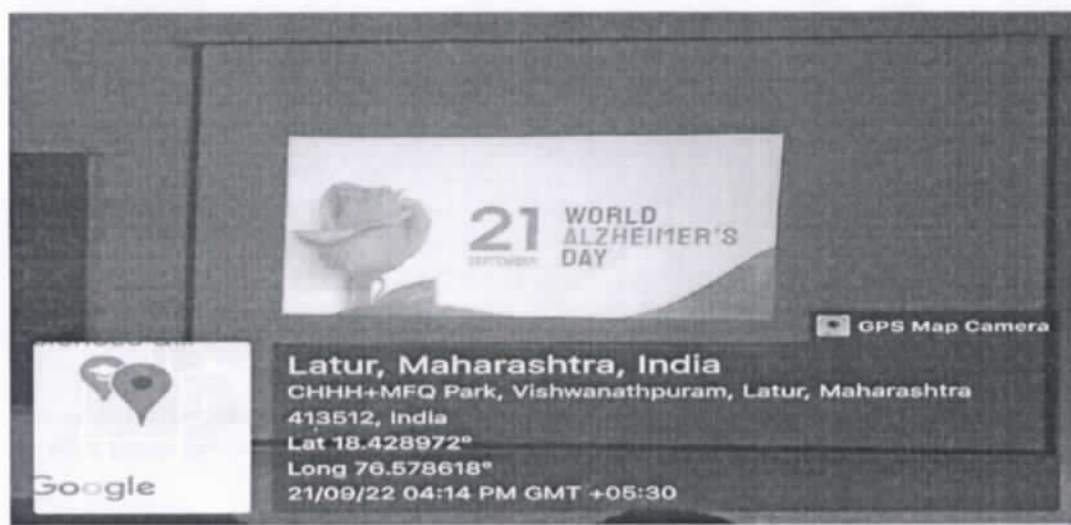 21
SEPTEMBER
WORLD
ALZHEIMER'S
DAY
GPS Map Camera
Google
Latur, Maharashtra, India
CHHH+MFQ Park, Vishwanathpuram, Latur, Maharashtra
413512, India
Lat 18.428972°
Long 76.578618°
21/09/22 04:14 PM GMT +05:30